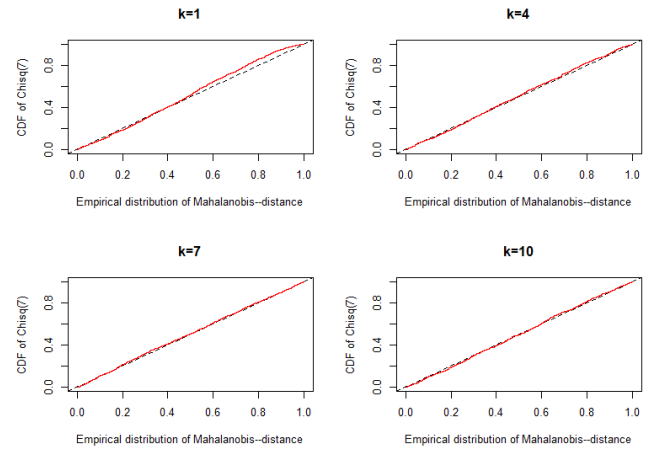 k=1
CDF of Chisq(7)
0.0 0.4 0.8
0.0 0.2 0.4 0.6 0.8 1.0
Empirical distribution of Mahalanobis--distance
k=4
CDF of Chisq(7)
0.0 0.4 0.8
0.0 0.2 0.4 0.6 0.8 1.0
Empirical distribution of Mahalanobis--distance
k=7
CDF of Chisq(7)
0.0 0.4 0.8
0.0 0.2 0.4 0.6 0.8 1.0
Empirical distribution of Mahalanobis--distance
k=10
CDF of Chisq(7)
0.0 0.4 0.8
0.0 0.2 0.4 0.6 0.8 1.0
Empirical distribution of Mahalanobis--distance